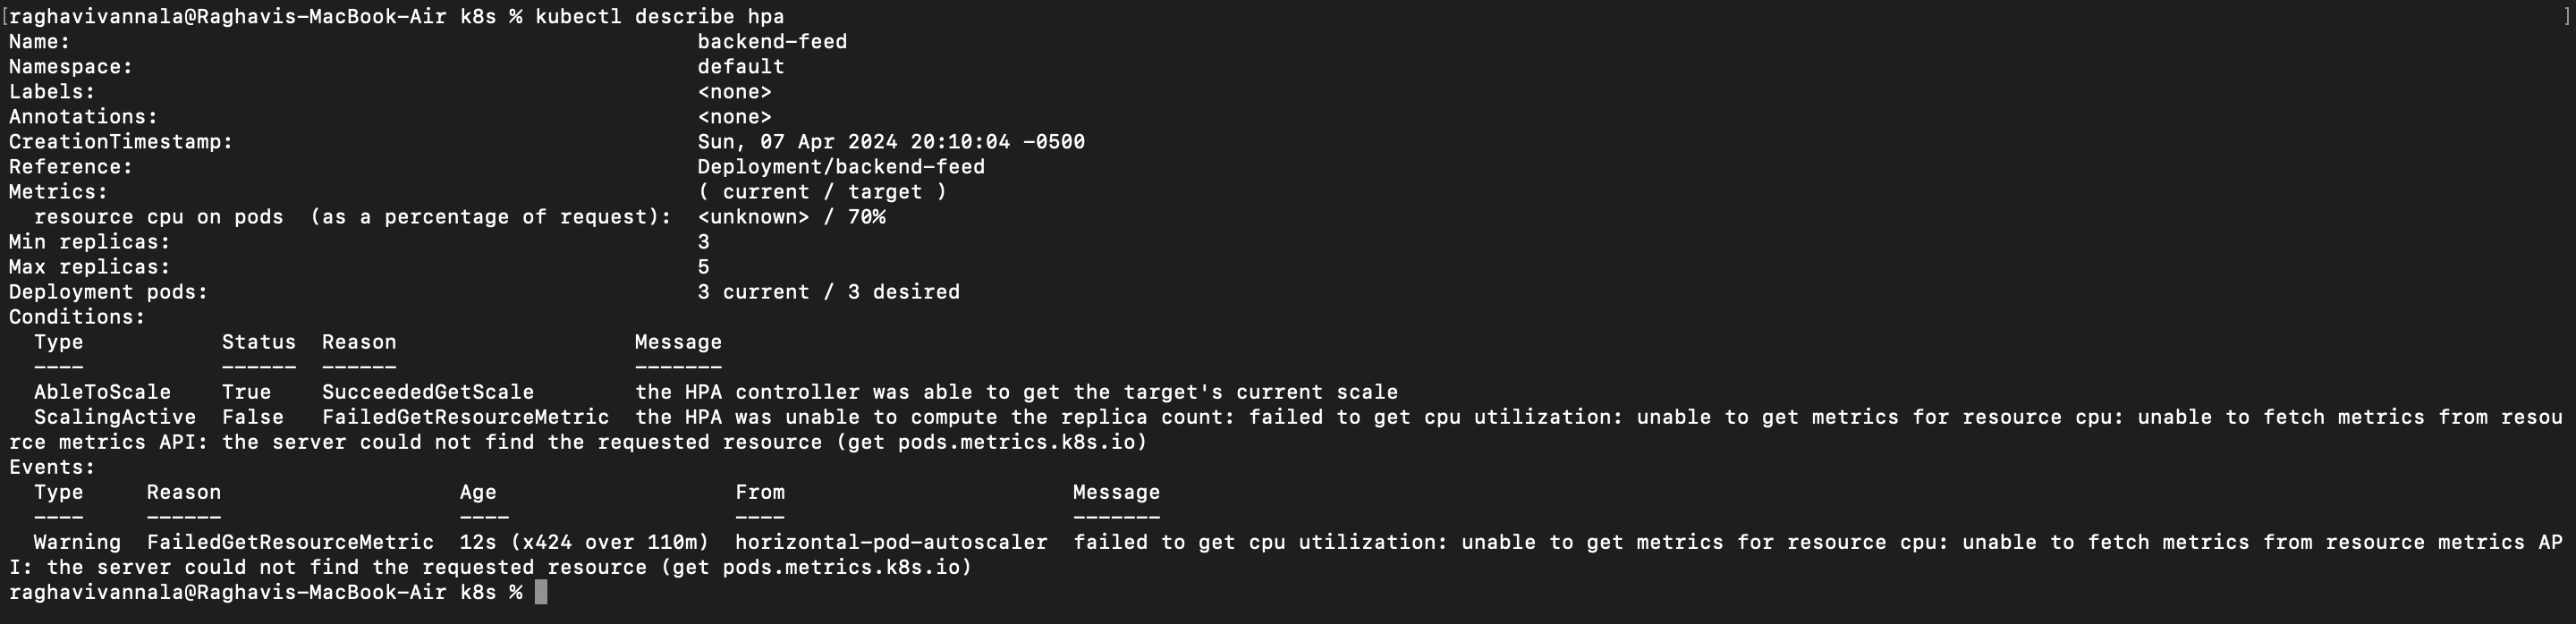 [raghavivannala@Raghavis-MacBook-Air k8s % kubectl describe hpa ]
Name: backend-feed
Namespace: default
Labels: <none>
Annotations: <none>
CreationTimestamp: Sun, 07 Apr 2024 20:10:04 -0500
Reference: Deployment/backend-feed
Metrics: ( current / target )
resource cpu on pods (as a percentage of request): <unknown> / 70%
Min replicas: 3
Max replicas: 5
Deployment pods: 3 current / 3 desired
Conditions:
Type Status Reason Message
---- ------ ------ -------
AbleToScale True SucceededGetScale the HPA controller was able to get the target's current scale
ScalingActive False FailedGetResourceMetric the HPA was unable to compute the replica count: failed to get cpu utilization: unable to get metrics for resource cpu: unable to fetch metrics from resou
rce metrics API: the server could not find the requested resource (get pods.metrics.k8s.io)
Events:
Type Reason Age From Message
---- ------ ---- ---- -------
Warning FailedGetResourceMetric 12s (x424 over 110m) horizontal-pod-autoscaler failed to get cpu utilization: unable to get metrics for resource cpu: unable to fetch metrics from resource metrics AP
I: the server could not find the requested resource (get pods.metrics.k8s.io)
raghavivannala@Raghavis-MacBook-Air k8s %